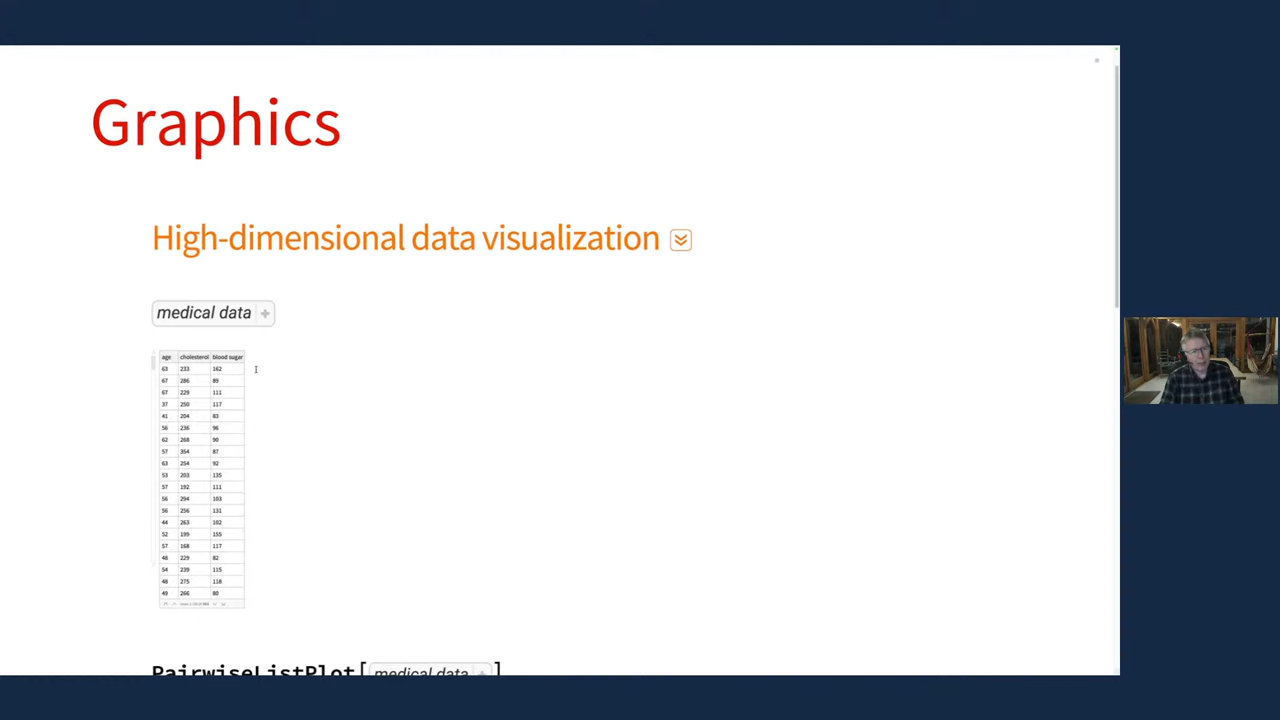 Graphics
High-dimensional data visualization
medical data
age cholesterol blood sugar
63 233 162
67 286 89
67 229 111
37 250 117
41 204 83
56 236 96
62 268 90
57 354 87
63 254 92
53 203 135
57 192 111
56 294 103
56 256 131
44 263 102
52 199 155
57 168 117
48 229 82
54 239 115
48 275 118
49 266 80
PairwiseListPlot[medical data]